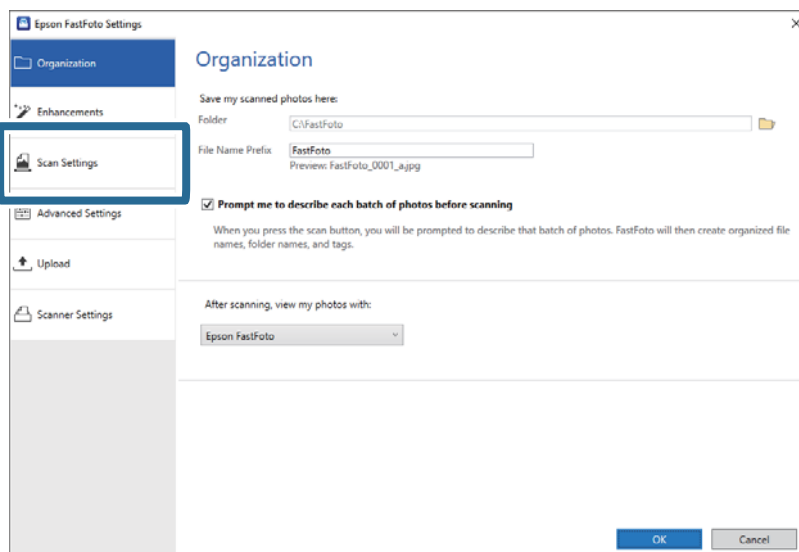 Epson FastFoto Settings
Organization
Enhancements
Scan Settings
Advanced Settings
Upload
Scanner Settings
Organization
Save my scanned photos here:
Folder
C:\FastFoto
File Name Prefix
FastFoto
Preview: FastFoto_0001_a.jpg
Prompt me to describe each batch of photos before scanning
When you press the scan button, you will be prompted to describe that batch of photos. FastFoto will then create organized file
names, folder names, and tags.
After scanning, view my photos with:
Epson FastFoto
OK
Cancel